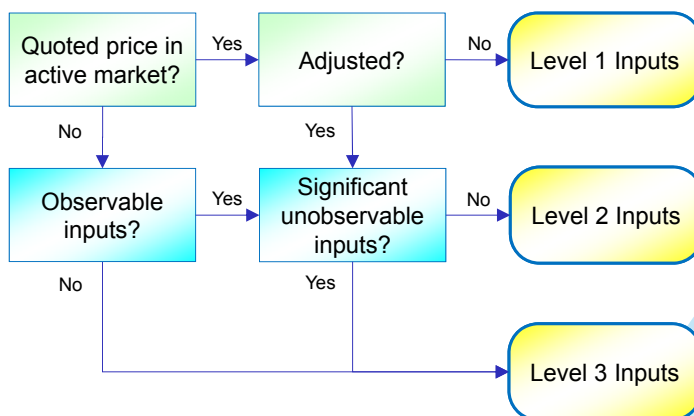 Quoted price in
active market?
Yes
Adjusted?
No
Level 1 Inputs
No
Yes
Observable
inputs?
Yes
Significant
unobservable
inputs?
No
Level 2 Inputs
No
Yes
Level 3 Inputs